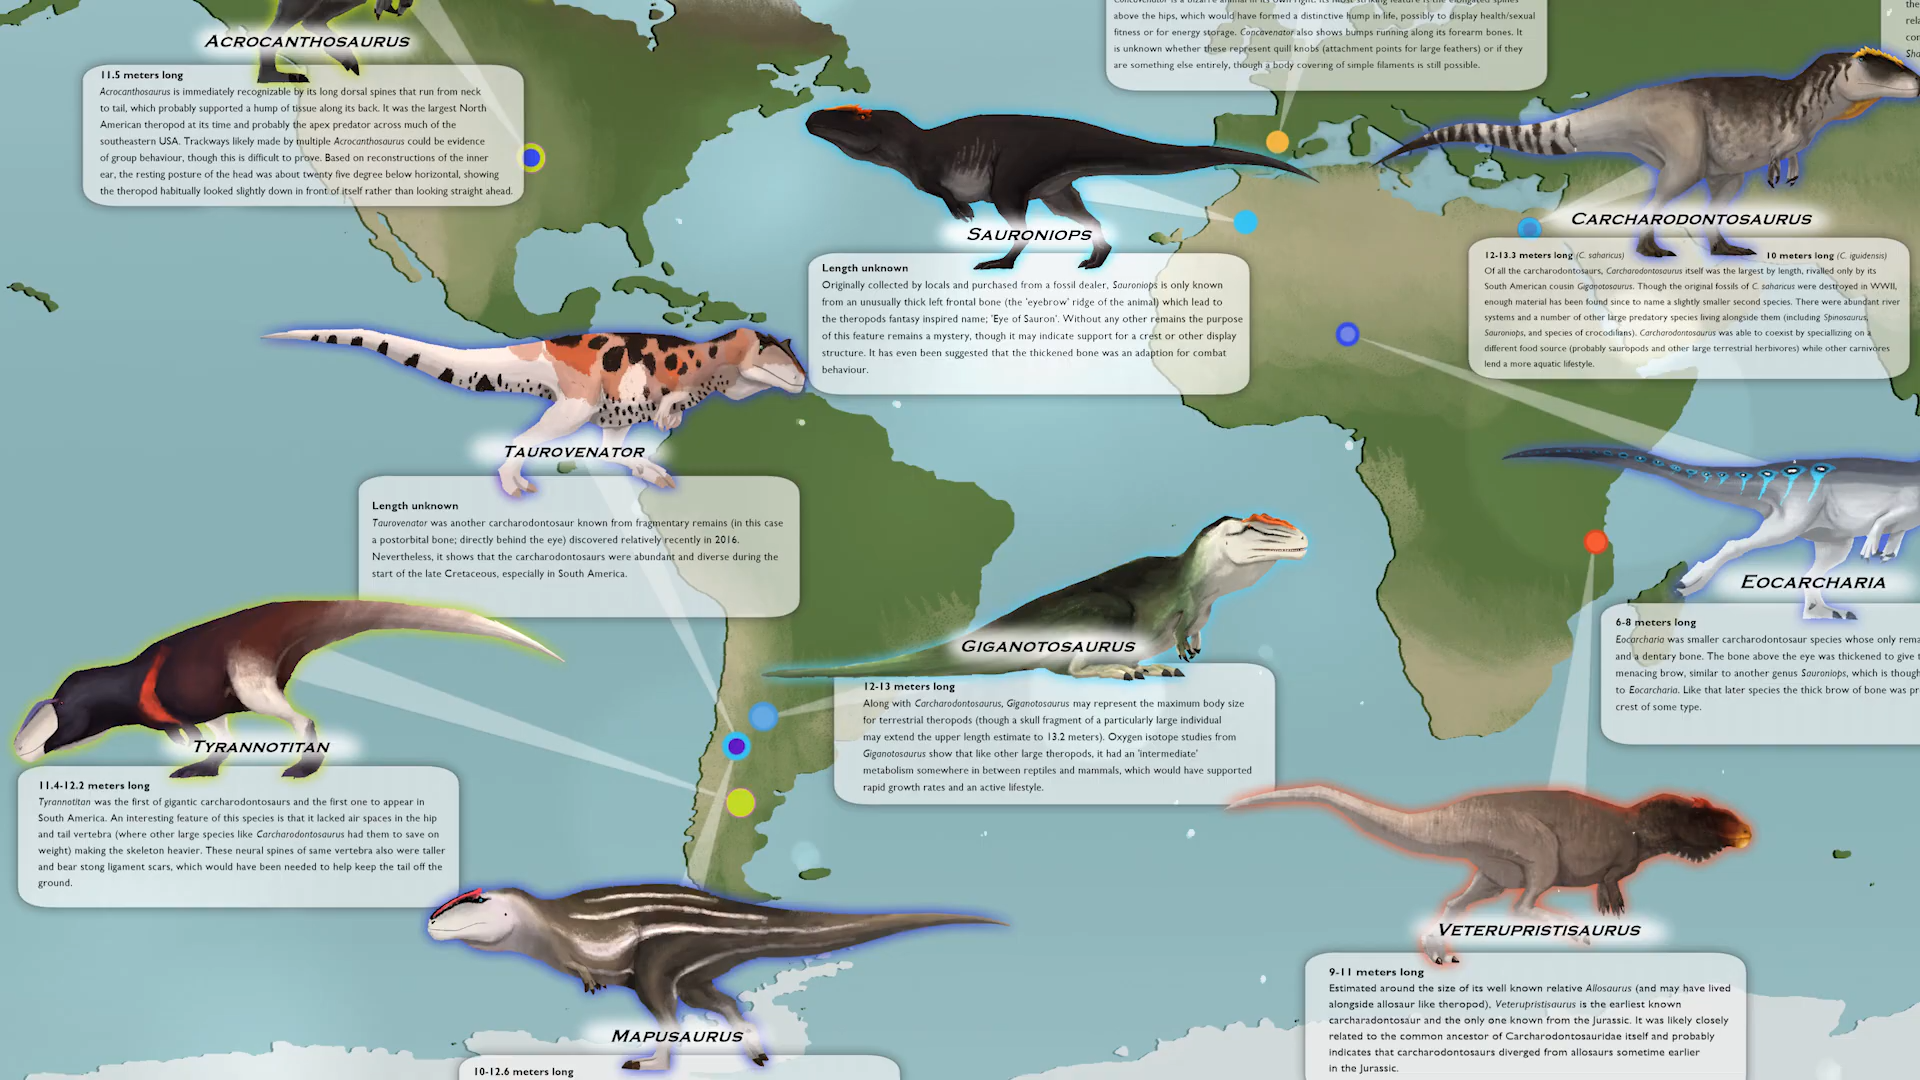 ACROCANTHOSAURUS
11.5 meters long
Acrocanthosaurus is immediately recognizable by its long dorsal spines that run from neck
to tail, which probably supported a hump of tissue along its back. It was the largest North
American theropod at its time and probably the apex predator across much of the
southeastern USA. Trackways likely made by multiple Acrocanthosaurus could be evidence
of group behaviour, though this is difficult to prove. Based on reconstructions of the inner
ear, the resting posture of the head was about twenty five degree below horizontal, showing
the theropod habitually looked slightly down in front of itself rather than looking straight ahead.
Concavenator is a bizarre animal in its own right. Its most striking feature is the elongated spines
above the hips, which would have formed a distinctive hump in life, possibly to display health/sexual
fitness or for energy storage. Concavenator also shows bumps running along its forearm bones. It
is unknown whether these represent quill knobs (attachment points for large feathers) or if they
are something else entirely, though a body covering of simple filaments is still possible.
SAURONIOPS
Length unknown
Originally collected by locals and purchased from a fossil dealer, Sauroniops is only known
from an unusually thick left frontal bone (the 'eyebrow' ridge of the animal) which lead to
the theropods fantasy inspired name; 'Eye of Sauron'. Without any other remains the purpose
of this feature remains a mystery, though it may indicate support for a crest or other display
structure. It has even been suggested that the thickened bone was an adaption for combat
behaviour.
CARCHARODONTOSAURUS
12-13.3 meters long (C. saharicus) 10 meters long (C. iguidensis)
Of all the carcharodontosaurs, Carcharodontosaurus itself was the largest by length, rivalled only by its
South American cousin Giganotosaurus. Though the original fossils of C. saharicus were destroyed in WWII,
enough material has been found since to name a slightly smaller second species. There were abundant river
systems and a number of other large predatory species living alongside them (including Spinosaurus,
Sauroniops, and species of crocodilians). Carcharodontosaurus was able to coexist by speciallizing on a
different food source (probably sauropods and other large terrestrial herbivores) while other carnivores
lend a more aquatic lifestyle.
TAUROVENATOR
Length unknown
Taurovenator was another carcharodontosaur known from fragmentary remains (in this case
a postorbital bone; directly behind the eye) discovered relatively recently in 2016.
Nevertheless, it shows that the carcharodontosaurs were abundant and diverse during the
start of the late Cretaceous, especially in South America.
EOCARCHARIA
6-8 meters long
Eocarcharia was smaller carcharodontosaur species whose only
and a dentary bone. The bone above the eye was thickened to give
menacing brow, similar to another genus Sauroniops, which is
to Eocarcharia. Like that later species the thick brow of bone was
crest of some type.
GIGANOTOSAURUS
12-13 meters long
Along with Carcharodontosaurus, Giganotosaurus may represent the maximum body size
for terrestrial theropods (though a skull fragment of a particularly large individual
may extend the upper length estimate to 13.2 meters). Oxygen isotope studies from
Giganotosaurus show that like other large theropods, it had an 'intermediate'
metabolism somewhere in between reptiles and mammals, which would have supported
rapid growth rates and an active lifestyle.
TYRANNOTITAN
11.4-12.2 meters long
Tyrannotitan was the first of gigantic carcharodontosaurs and the first one to appear in
South America. An interesting feature of this species is that it lacked air spaces in the hip
and tail vertebra (where other large species like Carcharodontosaurus had them to save on
weight) making the skeleton heavier. These neural spines of same vertebra also were taller
and bear stong ligament scars, which would have been needed to help keep the tail off the
ground.
VETERUPRISTISAURUS
9-11 meters long
Estimated around the size of its well known relative Allosaurus (and may have lived
alongside allosaur like theropod), Veterupristisaurus is the earliest known
carcharadontosaur and the only one known from the Jurassic. It was likely closely
related to the common ancestor of Carcharodontosauridae itself and probably
indicates that carcharodontosaurs diverged from allosaurs sometime earlier
in the Jurassic.
MAPUSAURUS
10-12.6 meters long